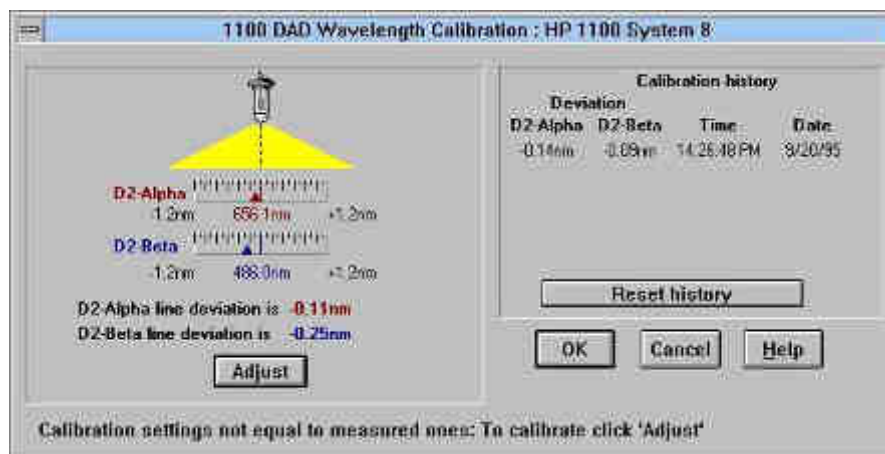 1100 DAD Wavelength Calibration : HP 1100 System 8
D2-Alpha
-1.2nm 656.1nm +1.2nm
D2-Beta
-1.2nm 486.0nm +1.2nm
D2-Alpha line deviation is -0.11nm
D2-Beta line deviation is -0.25nm
Adjust
Calibration history
Deviation
D2-Alpha D2-Beta Time Date
-0.14nm -0.09nm 14:26:48 PM 9/20/95
Reset history
OK Cancel Help
Calibration settings not equal to measured ones: To calibrate click 'Adjust'